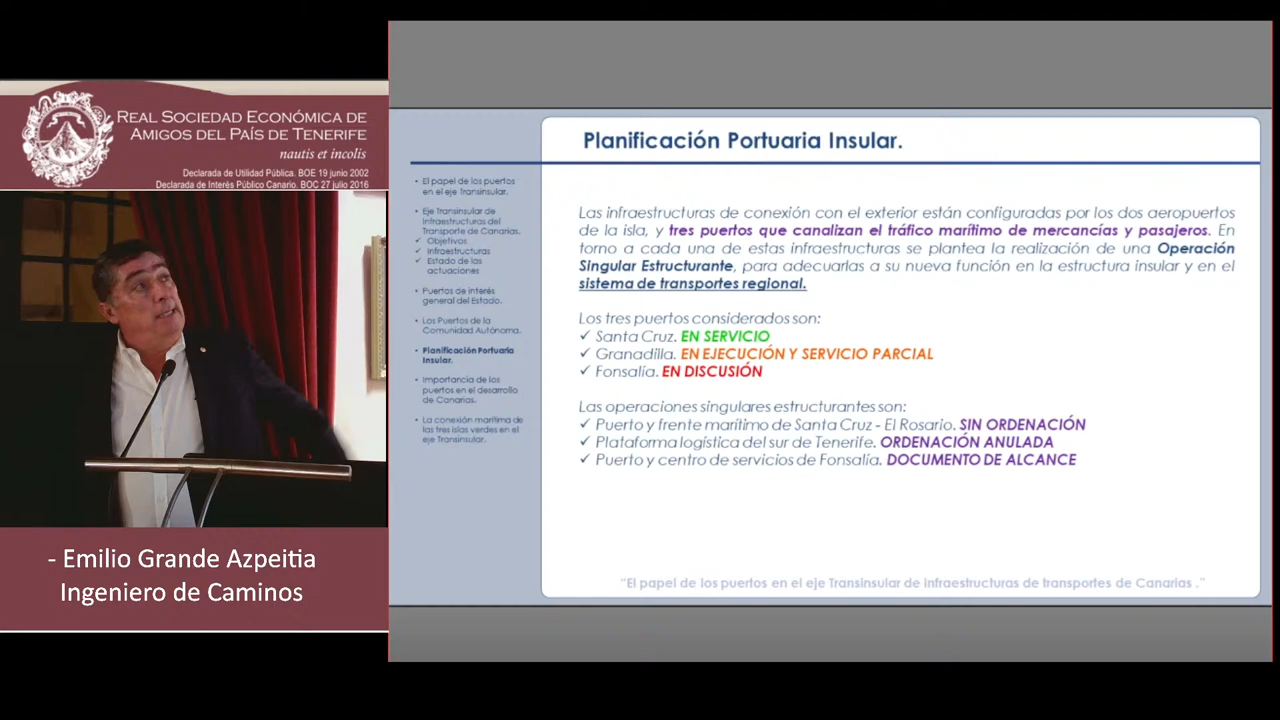 REAL SOCIEDAD ECONÓMICA DE
AMIGOS DEL PAÍS DE TENERIFE
nautis et incolis
Declarada de Utilidad Pública. BOE 19 junio 2002
Declarada de Interés Público Canario. BOC 27 julio 2016
- Emilio Grande Azpeitia
Ingeniero de Caminos
Planificación Portuaria Insular.
• El papel de los puertos
en el eje Transinsular.
• Eje Transinsular de
Infraestructuras del
Transporte de Canarias.
✓ Objetivos
✓ Infraestructuras
✓ Estado de las
actuaciones
• Puertos de interés
general del Estado.
• Los Puertos de la
Comunidad Autónoma.
• Planificación Portuaria
Insular.
• Importancia de los
puertos en el desarrollo
de Canarias.
• La conexión marítima de
las tres islas verdes en el
eje Transinsular.
Las infraestructuras de conexión con el exterior están configuradas por los dos aeropuertos
de la isla, y tres puertos que canalizan el tráfico marítimo de mercancías y pasajeros. En
torno a cada una de estas infraestructuras se plantea la realización de una Operación
Singular Estructurante, para adecuarlas a su nueva función en la estructura insular y en el
sistema de transportes regional.
Los tres puertos considerados son:
✓ Santa Cruz. EN SERVICIO
✓ Granadilla. EN EJECUCIÓN Y SERVICIO PARCIAL
✓ Fonsalía. EN DISCUSIÓN
Las operaciones singulares estructurantes son:
✓ Puerto y frente marítimo de Santa Cruz - El Rosario. SIN ORDENACIÓN
✓ Plataforma logística del sur de Tenerife. ORDENACIÓN ANULADA
✓ Puerto y centro de servicios de Fonsalía. DOCUMENTO DE ALCANCE
"El papel de los puertos en el eje Transinsular de infraestructuras de transportes de Canarias ."